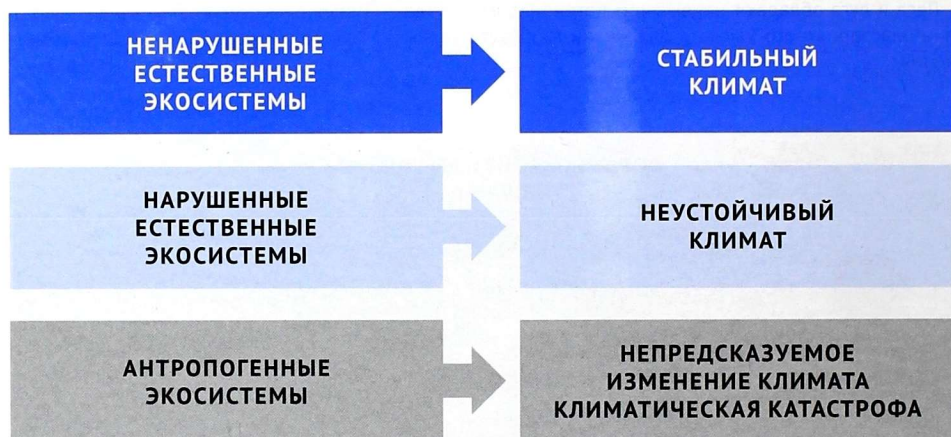 НЕНАРУШЕННЫЕ
ЕСТЕСТВЕННЫЕ
ЭКОСИСТЕМЫ
СТАБИЛЬНЫЙ
КЛИМАТ
НАРУШЕННЫЕ
ЕСТЕСТВЕННЫЕ
ЭКОСИСТЕМЫ
НЕУСТОЙЧИВЫЙ
КЛИМАТ
АНТРОПОГЕННЫЕ
ЭКОСИСТЕМЫ
НЕПРЕДСКАЗУЕМОЕ
ИЗМЕНЕНИЕ КЛИМАТА
КЛИМАТИЧЕСКАЯ КАТАСТРОФА